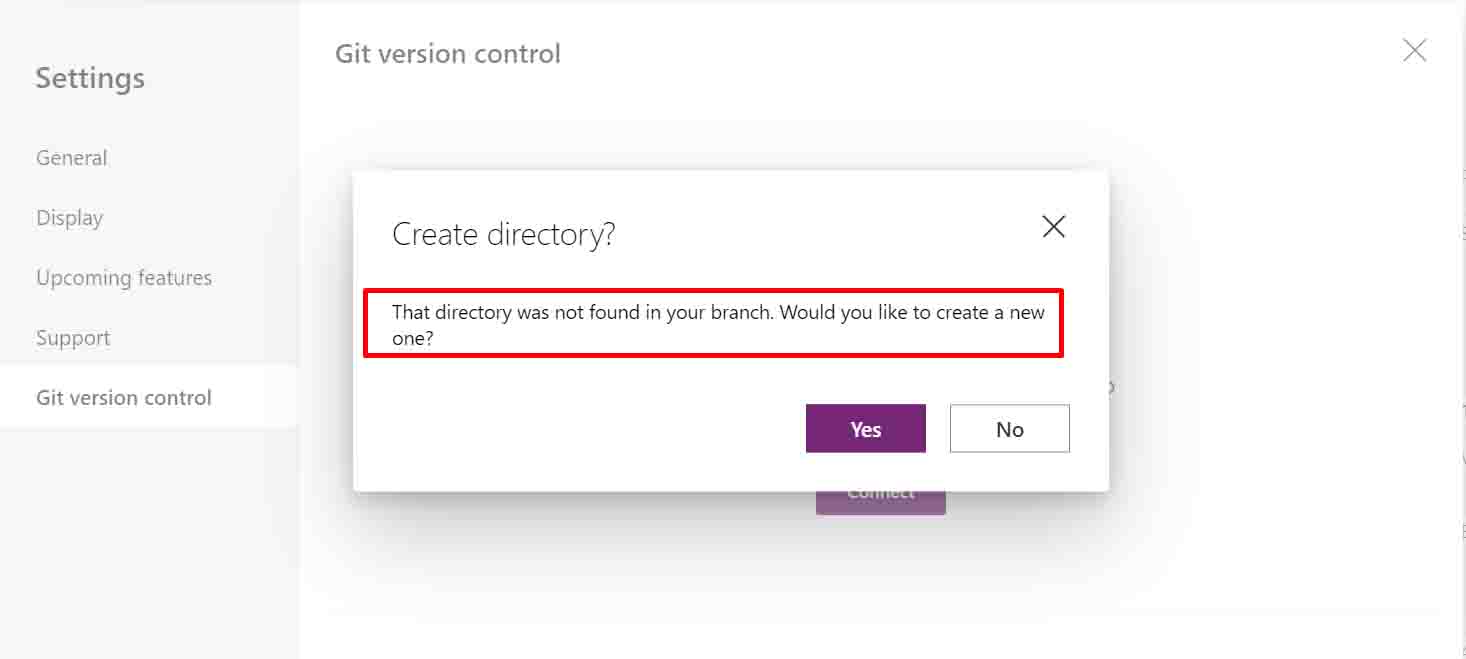 Git version control
Settings
General
Display
Upcoming features
Support
Git version control
Create directory?
That directory was not found in your branch. Would you like to create a new
one?
Yes
No
Connect